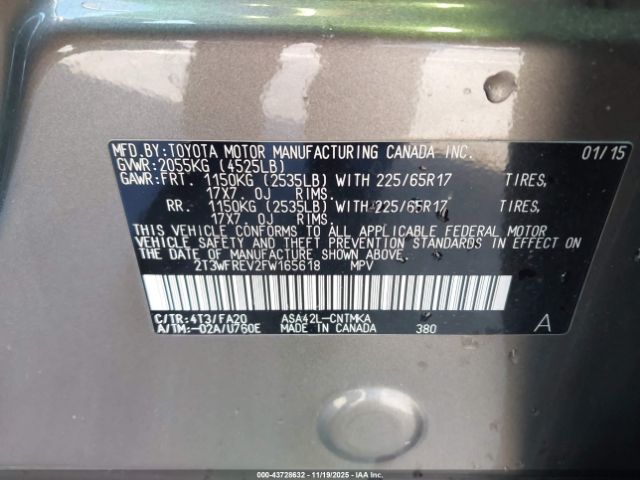 MFD.BY:TOYOTA MOTOR MANUFACTURING CANADA INC. 01/15
GVWR:2055KG (4525LB)
GAWR:FRT. 1150KG (2535LB) WITH 225/65R17 TIRES,
17X7 0J RIMS.
RR. 1150KG (2535LB) WITH 225/65R17 TIRES,
17X7 0J RIMS.
THIS VEHICLE CONFORMS TO ALL APPLICABLE FEDERAL MOTOR
VEHICLE SAFETY AND THEFT PREVENTION STANDARDS IN EFFECT ON
THE DATE OF MANUFACTURE SHOWN ABOVE.
2T3WFREV2FW165618 MPV
C/TR:4T3/FA20 ASA42L-CNTMKA
A/TM:-02A/U760E MADE IN CANADA 380 A
000-43728632 - 11/19/2025 - IAA Inc.